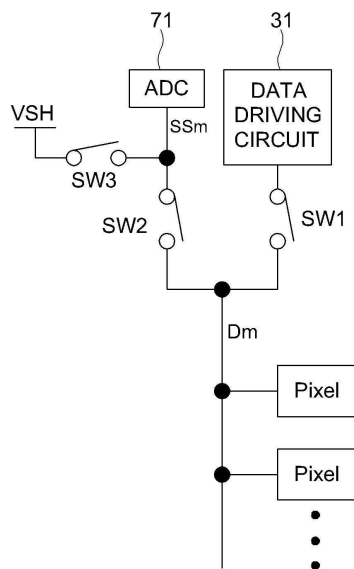 71
31
ADC
DATA
DRIVING
CIRCUIT
VSH
SSm
SW3
SW2
SW1
Dm
Pixel
Pixel